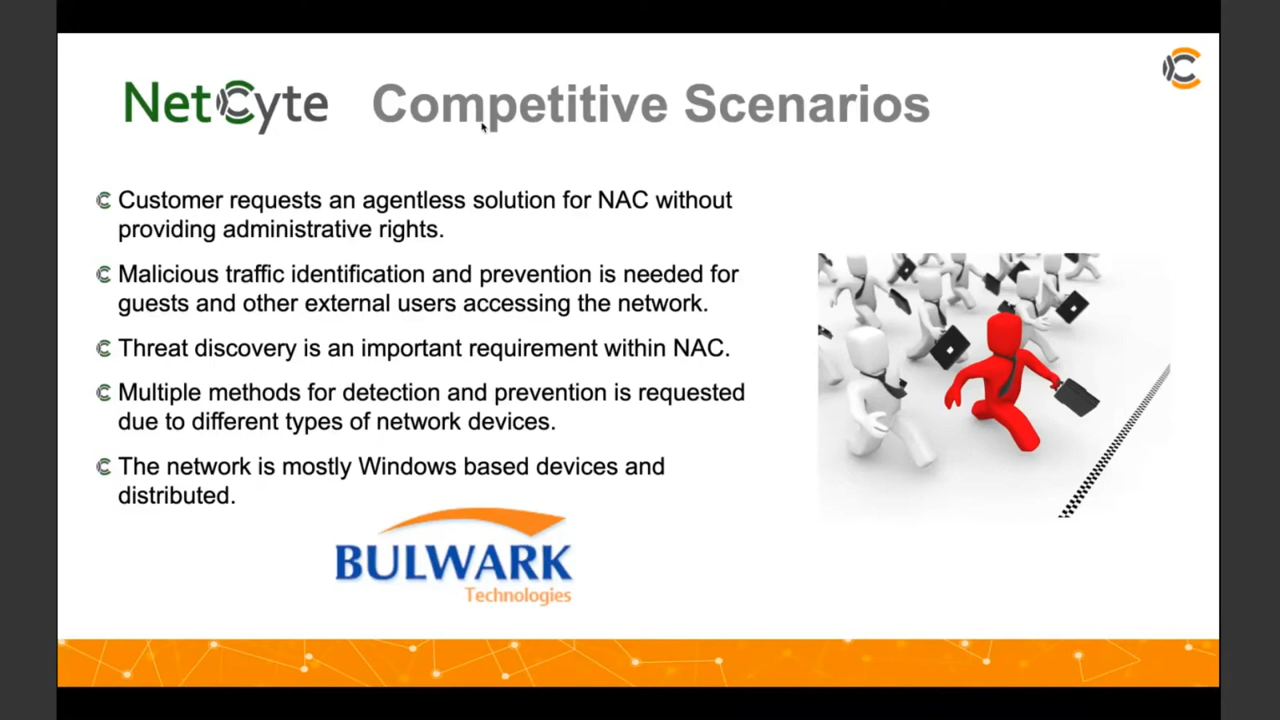 NetCyte Competitive Scenarios
Customer requests an agentless solution for NAC without
providing administrative rights.
Malicious traffic identification and prevention is needed for
guests and other external users accessing the network.
Threat discovery is an important requirement within NAC.
Multiple methods for detection and prevention is requested
due to different types of network devices.
The network is mostly Windows based devices and
distributed.
BULWARK
Technologies